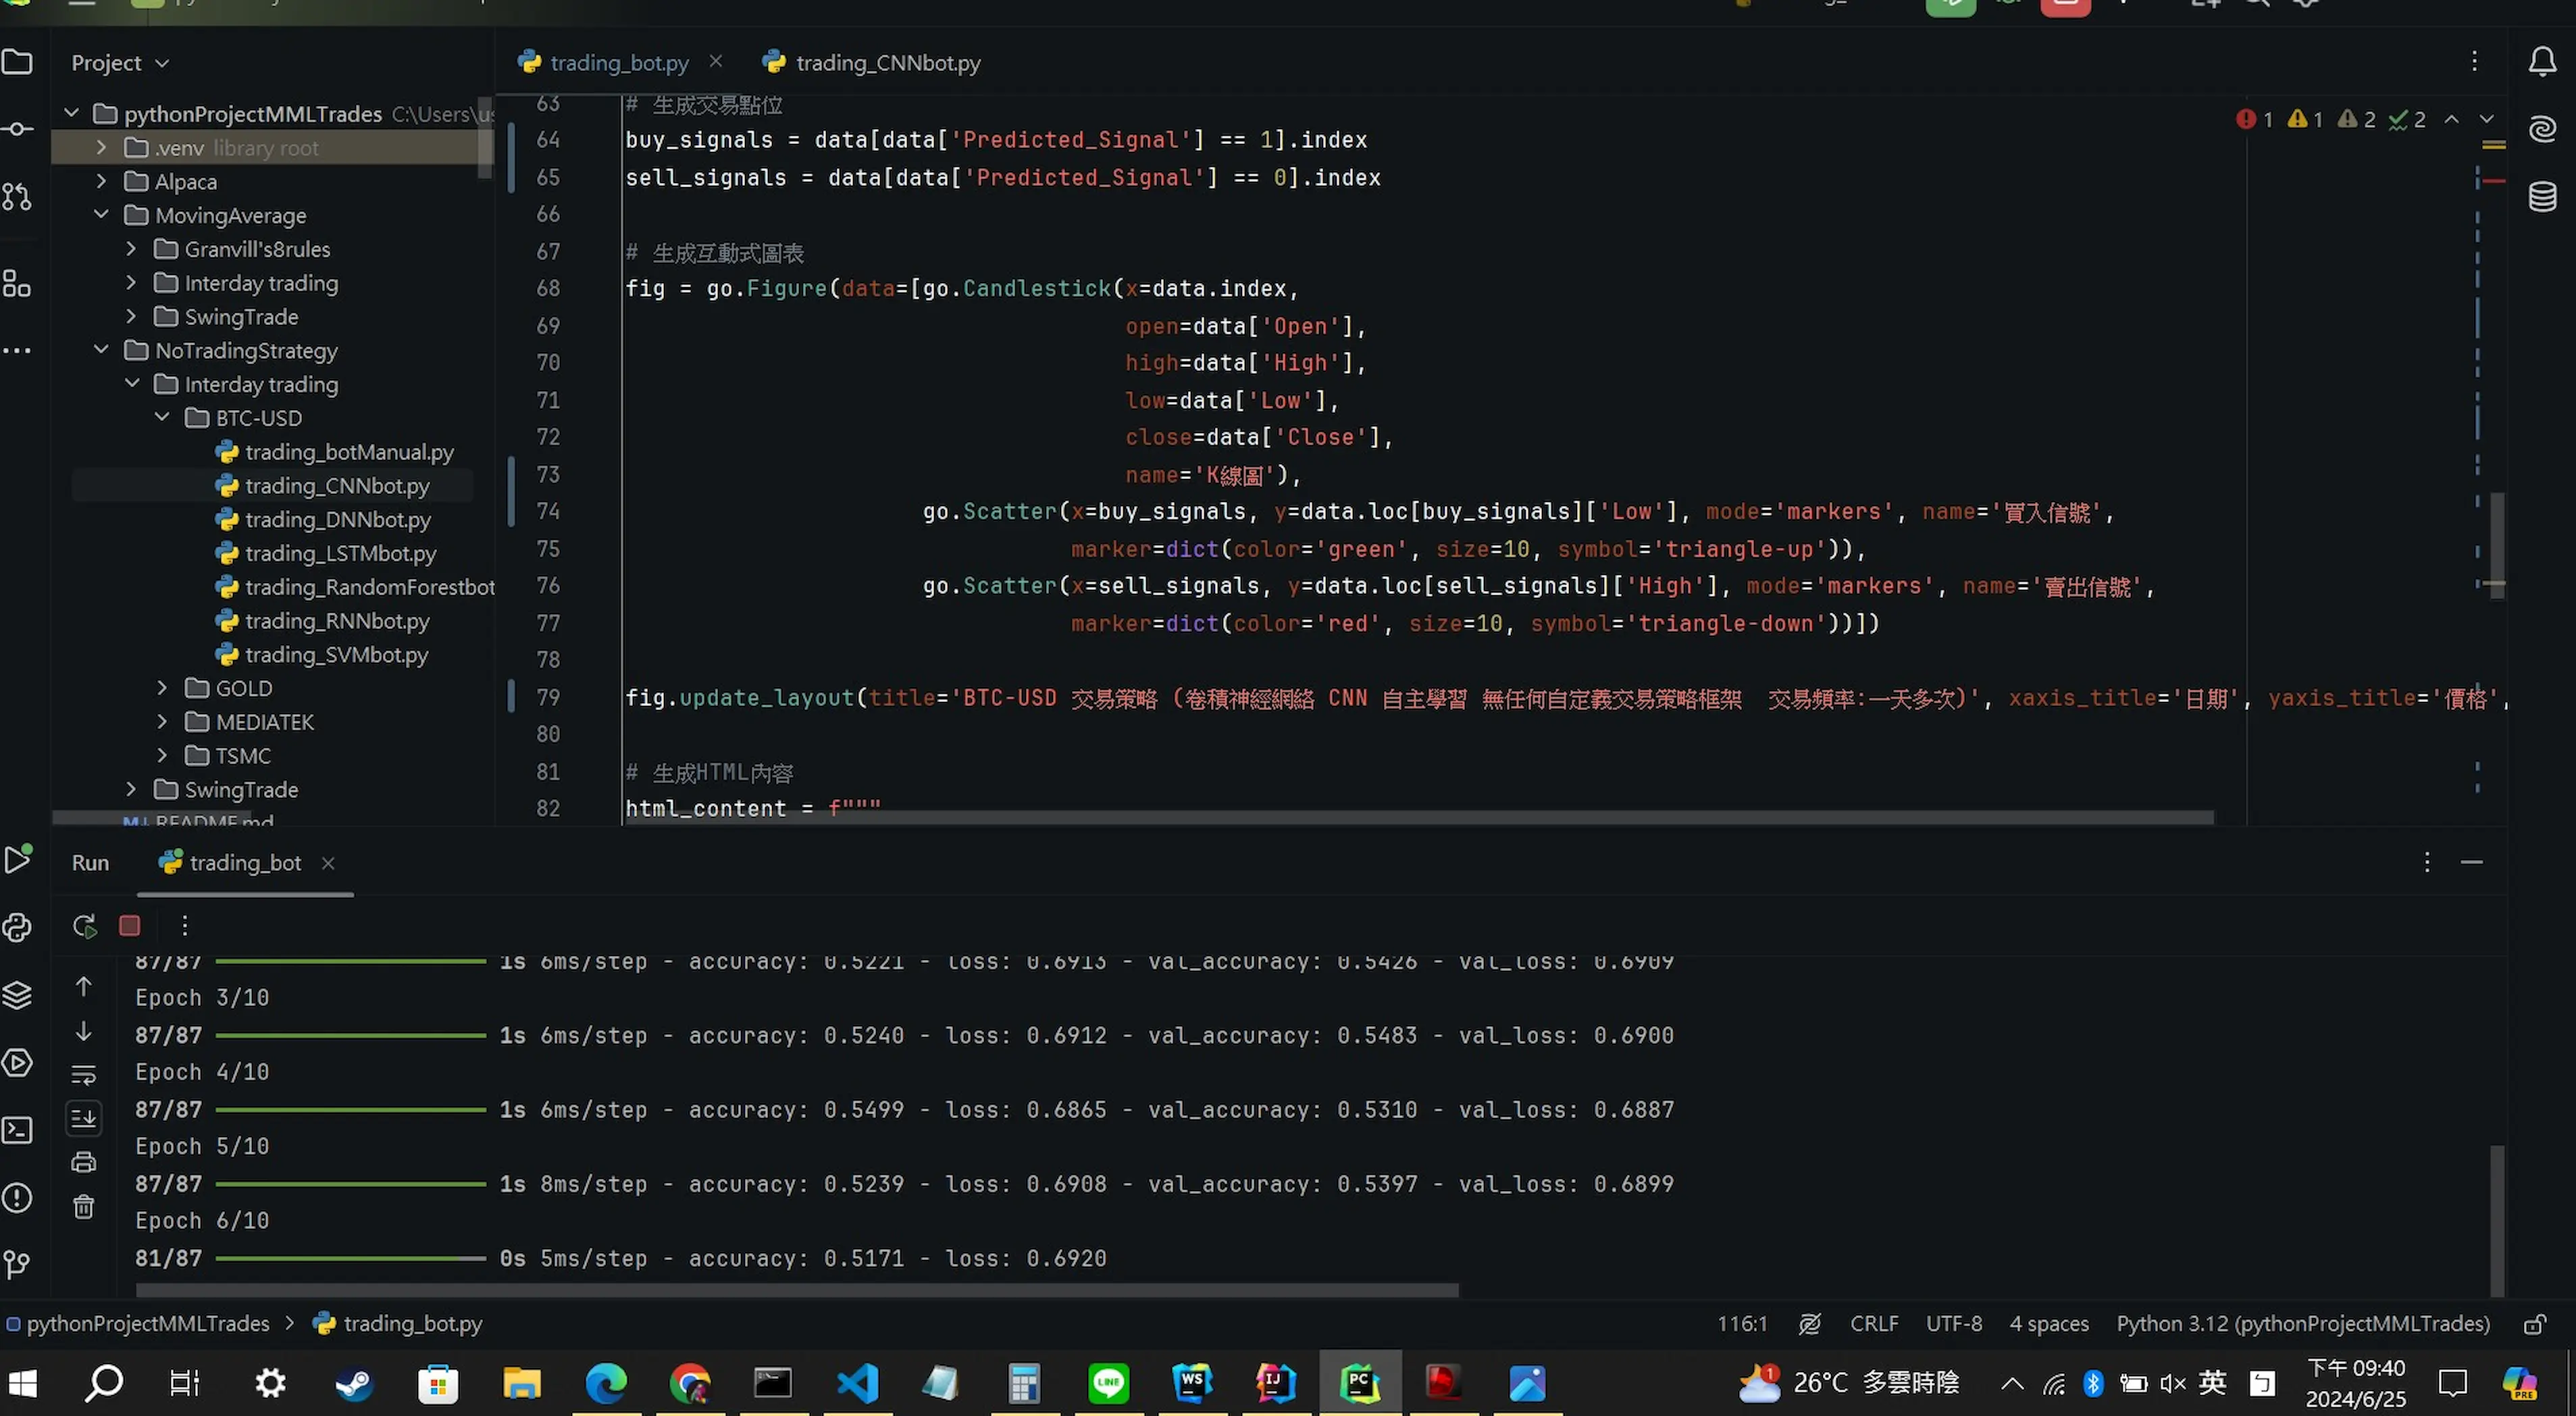 Project
trading_bot.py
trading_CNNbot.py
pythonProjectMMLTrades C:\Users\us
.venv library root
Alpaca
MovingAverage
Granvill's8rules
Interday trading
SwingTrade
NoTradingStrategy
Interday trading
BTC-USD
trading_botManual.py
trading_CNNbot.py
trading_DNNbot.py
trading_LSTMbot.py
trading_RandomForestbot
trading_RNNbot.py
trading_SVMbot.py
GOLD
MEDIATEK
TSMC
SwingTrade
README.md
1 1 2 2
63 # 生成交易點位
64 buy_signals = data[data['Predicted_Signal'] == 1].index
65 sell_signals = data[data['Predicted_Signal'] == 0].index
66
67 # 生成互動式圖表
68 fig = go.Figure(data=[go.Candlestick(x=data.index,
69 open=data['Open'],
70 high=data['High'],
71 low=data['Low'],
72 close=data['Close'],
73 name='K線圖'),
74 go.Scatter(x=buy_signals, y=data.loc[buy_signals]['Low'], mode='markers', name='買入信號',
75 marker=dict(color='green', size=10, symbol='triangle-up')),
76 go.Scatter(x=sell_signals, y=data.loc[sell_signals]['High'], mode='markers', name='賣出信號',
77 marker=dict(color='red', size=10, symbol='triangle-down'))])
78
79 fig.update_layout(title='BTC-USD 交易策略 (卷積神經網絡 CNN 自主學習 無任何自定義交易策略框架 交易頻率:一天多次)', xaxis_title='日期', yaxis_title='價格',
80
81 # 生成HTML內容
82 html_content = f"""
Run trading_bot
87/87 1s 6ms/step - accuracy: 0.5221 - loss: 0.6913 - val_accuracy: 0.5426 - val_loss: 0.6909
Epoch 3/10
87/87 1s 6ms/step - accuracy: 0.5240 - loss: 0.6912 - val_accuracy: 0.5483 - val_loss: 0.6900
Epoch 4/10
87/87 1s 6ms/step - accuracy: 0.5499 - loss: 0.6865 - val_accuracy: 0.5310 - val_loss: 0.6887
Epoch 5/10
87/87 1s 8ms/step - accuracy: 0.5239 - loss: 0.6908 - val_accuracy: 0.5397 - val_loss: 0.6899
Epoch 6/10
81/87 0s 5ms/step - accuracy: 0.5171 - loss: 0.6920
pythonProjectMMLTrades > trading_bot.py
116:1 CRLF UTF-8 4 spaces Python 3.12 (pythonProjectMMLTrades)
LINE WS IJ PC
1 26°C 多雲時陰
英 ㄅ
下午 09:40
2024/6/25
PRE